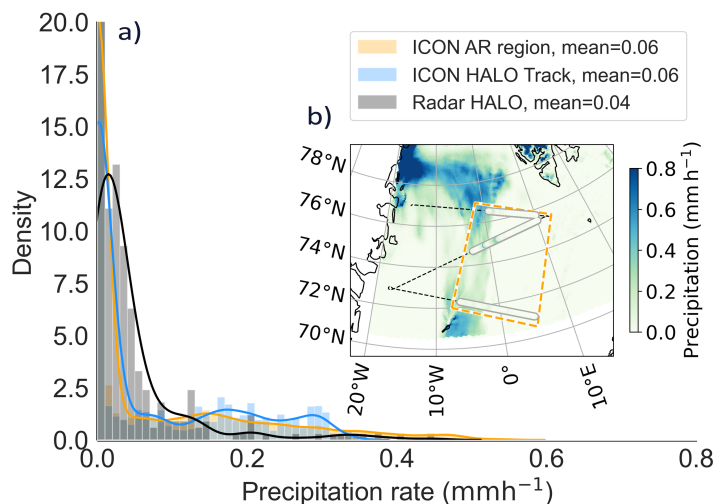 a)
20.0
17.5
15.0
12.5
10.0
7.5
5.0
2.5
0.0
Density
0.0
0.2
0.4
0.6
0.8
Precipitation rate (mmh⁻¹)
ICON AR region, mean=0.06
ICON HALO Track, mean=0.06
Radar HALO, mean=0.04
b)
78°N
76°N
74°N
72°N
70°N
20°W
10°W
0°
10°E
0.8
0.6
0.4
0.2
0.0
Precipitation (mm h⁻¹)